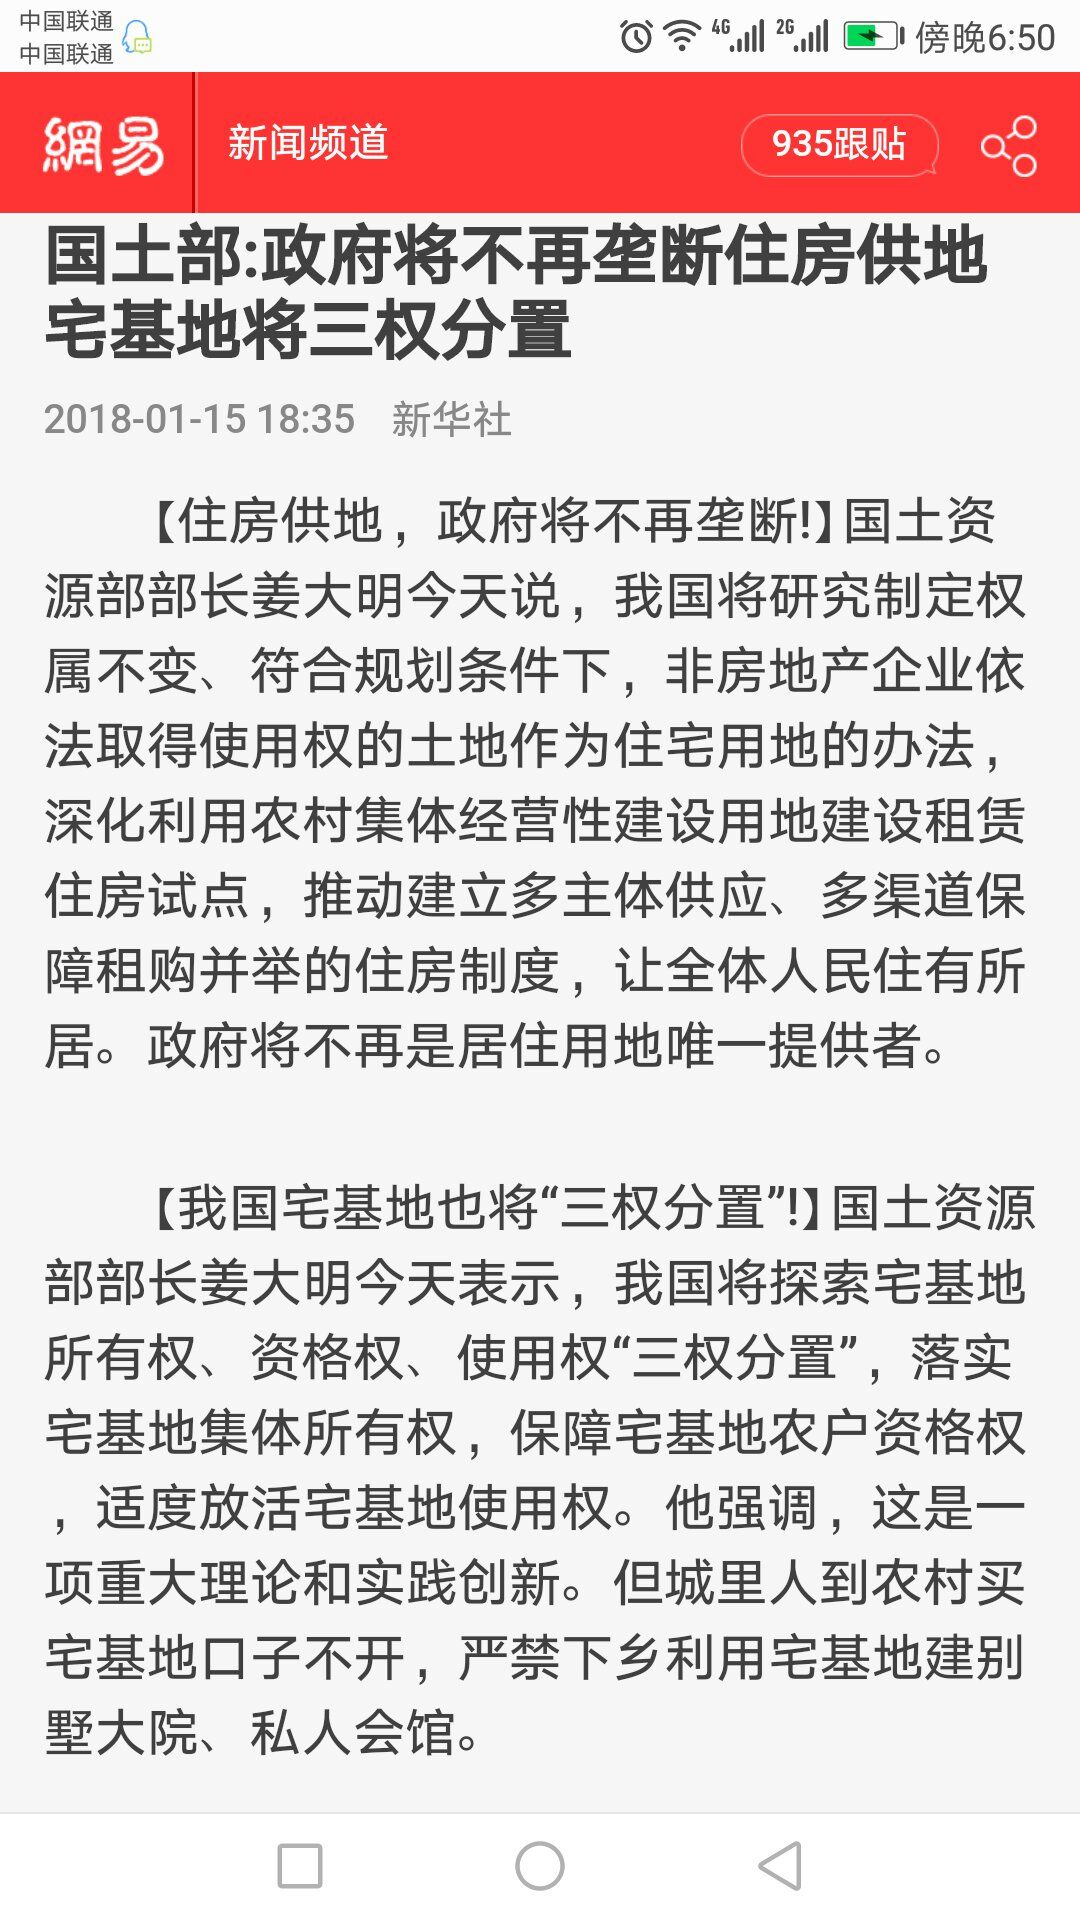 中国联通
中国联通
4G
2G
傍晚6:50
網易
新闻频道
935跟贴
国土部:政府将不再垄断住房供地
宅基地将三权分置
2018-01-15 18:35 新华社
【住房供地，政府将不再垄断!】国土资
源部部长姜大明今天说，我国将研究制定权
属不变、符合规划条件下，非房地产企业依
法取得使用权的土地作为住宅用地的办法，
深化利用农村集体经营性建设用地建设租赁
住房试点，推动建立多主体供应、多渠道保
障租购并举的住房制度，让全体人民住有所
居。政府将不再是居住用地唯一提供者。
【我国宅基地也将“三权分置”!】国土资源
部部长姜大明今天表示，我国将探索宅基地
所有权、资格权、使用权“三权分置”，落实
宅基地集体所有权，保障宅基地农户资格权
，适度放活宅基地使用权。他强调，这是一
项重大理论和实践创新。但城里人到农村买
宅基地口子不开，严禁下乡利用宅基地建别
墅大院、私人会馆。